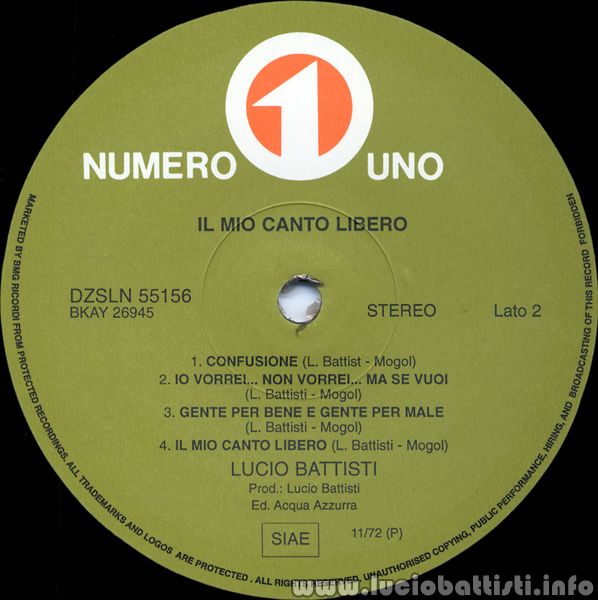 NUMERO 1 UNO
IL MIO CANTO LIBERO
DZSLN 55156
BKAY 26945
STEREO
Lato 2
1. CONFUSIONE (L. Battist - Mogol)
2. IO VORREI... NON VORREI... MA SE VUOI
(L. Battisti - Mogol)
3. GENTE PER BENE E GENTE PER MALE
(L. Battisti - Mogol)
4. IL MIO CANTO LIBERO (L. Battisti - Mogol)
LUCIO BATTISTI
Prod.: Lucio Battisti
Ed. Acqua Azzurra
SIAE
11/72 (P)
MARKETED BY BMG RICORDI FROM PROTECTED RECORDINGS, ALL TRADEMARKS AND LOGOS ARE PROTECTED . ALL RIGHTS RESERVED. UNAUTHORISED COPYING, PUBLIC PERFORMANCE, HIRING, AND BROADCASTING OF THIS RECORD FORBIDDEN
www.luciobattisti.info